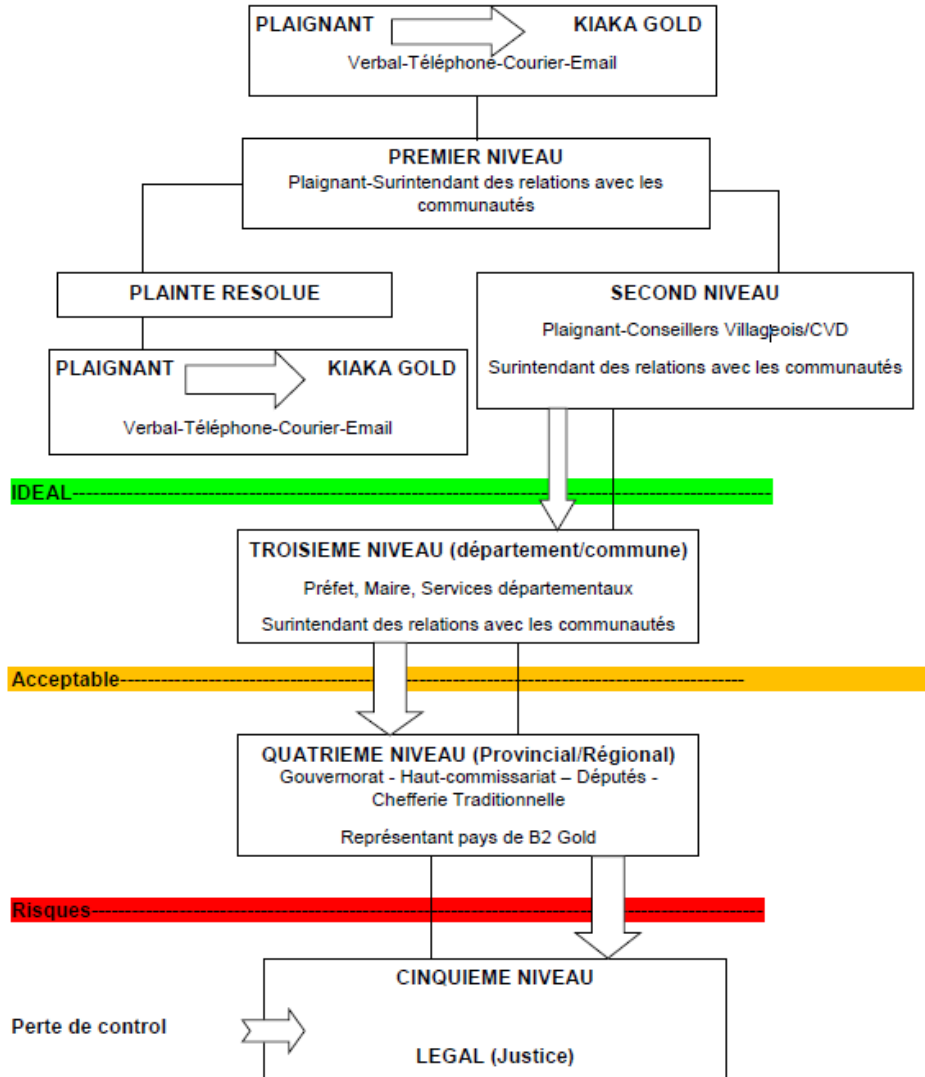 PLAIGNANT KIAKA GOLD
Verbal-Téléphone-Courier-Email
PREMIER NIVEAU
Plaignant-Surintendant des relations avec les
communautés
PLAINTE RESOLUE
PLAIGNANT KIAKA GOLD
Verbal-Téléphone-Courier-Email
SECOND NIVEAU
Plaignant-Conseillers Villageois/CVD
Surintendant des relations avec les communautés
IDEAL
TROISIEME NIVEAU (département/commune)
Préfet, Maire, Services départementaux
Surintendant des relations avec les communautés
Acceptable
QUATRIEME NIVEAU (Provincial/Régional)
Gouvernorat - Haut-commissariat – Députés -
Chefferie Traditionnelle
Représentant pays de B2 Gold
Risques
CINQUIEME NIVEAU
Perte de control
LEGAL (Justice)